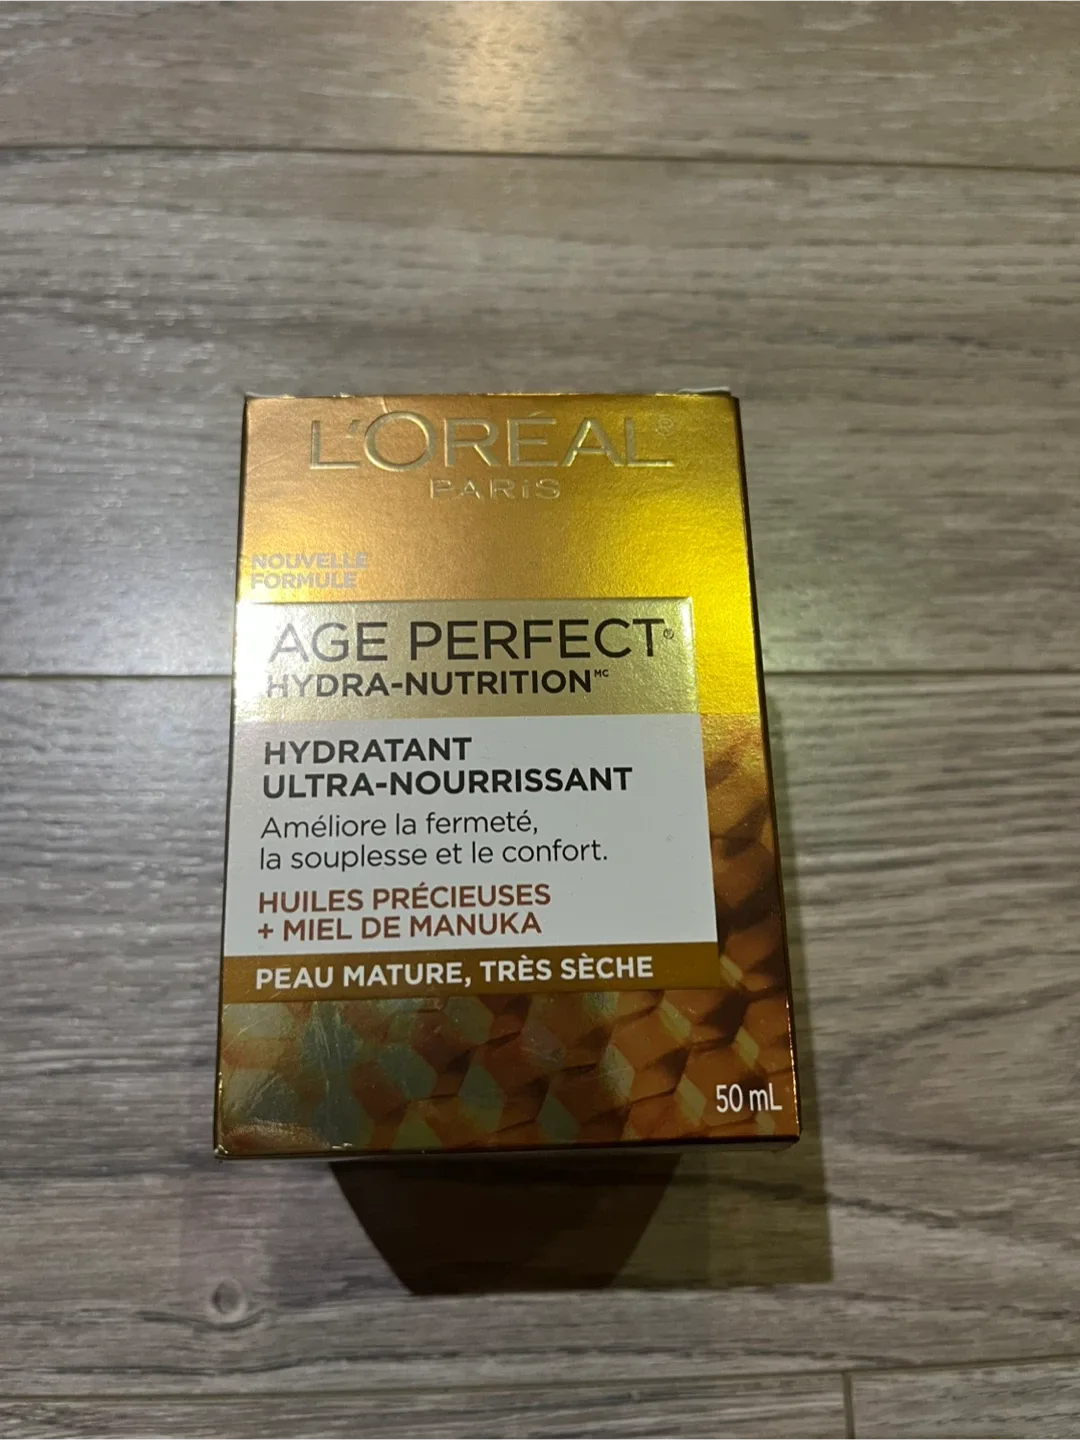 L'ORÉAL®
PARIS
NOUVELLE
FORMULE
AGE PERFECT®
HYDRA-NUTRITION MC
HYDRATANT
ULTRA-NOURRISSANT
Améliore la fermeté,
la souplesse et le confort.
HUILES PRÉCIEUSES
+ MIEL DE MANUKA
PEAU MATURE, TRÈS SÈCHE
50 mL